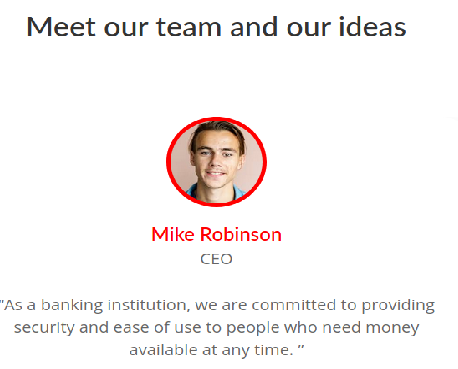 Meet our team and our ideas
Mike Robinson
CEO
“As a banking institution, we are committed to providing
security and ease of use to people who need money
available at any time. ”